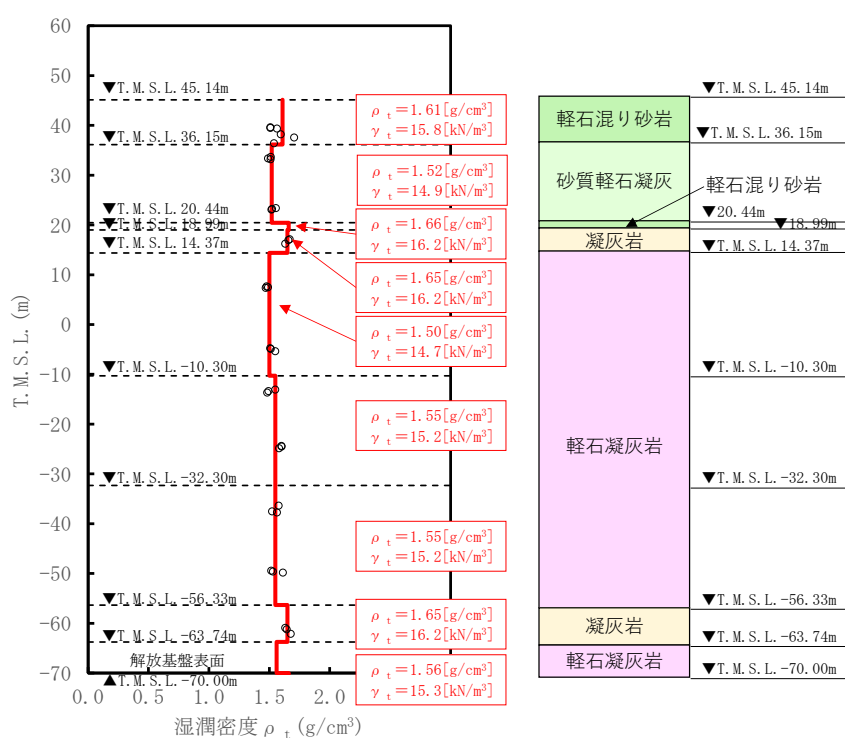 60
50
40
30
20
10
0
-10
-20
-30
-40
-50
-60
-70
T.M.S.L.(m)
▼T.M.S.L.45.14m
▼T.M.S.L.36.15m
▼T.M.S.L.20.44m
▼T.M.S.L.18.99m
▼T.M.S.L.14.37m
▼T.M.S.L.-10.30m
▼T.M.S.L.-32.30m
▼T.M.S.L.-56.33m
▼T.M.S.L.-63.74m
解放基盤表面
▲T.M.S.L.-70.00m
0.0
0.5
1.0
1.5
2.0
湿潤密度ρt(g/cm³)
ρt=1.61[g/cm³]
γt=15.8[kN/m³]
ρt=1.52[g/cm³]
γt=14.9[kN/m³]
ρt=1.66[g/cm³]
γt=16.2[kN/m³]
ρt=1.65[g/cm³]
γt=16.2[kN/m³]
ρt=1.50[g/cm³]
γt=14.7[kN/m³]
ρt=1.55[g/cm³]
γt=15.2[kN/m³]
ρt=1.55[g/cm³]
γt=15.2[kN/m³]
ρt=1.65[g/cm³]
γt=16.2[kN/m³]
ρt=1.56[g/cm³]
γt=15.3[kN/m³]
軽石混り砂岩
砂質軽石凝灰
軽石混り砂岩
凝灰岩
軽石凝灰岩
凝灰岩
軽石凝灰岩
▼T.M.S.L.45.14m
▼T.M.S.L.36.15m
▼20.44m
▼18.99m
▼T.M.S.L.14.37m
▼T.M.S.L.-10.30m
▼T.M.S.L.-32.30m
▼T.M.S.L.-56.33m
▼T.M.S.L.-63.74m
▼T.M.S.L.-70.00m